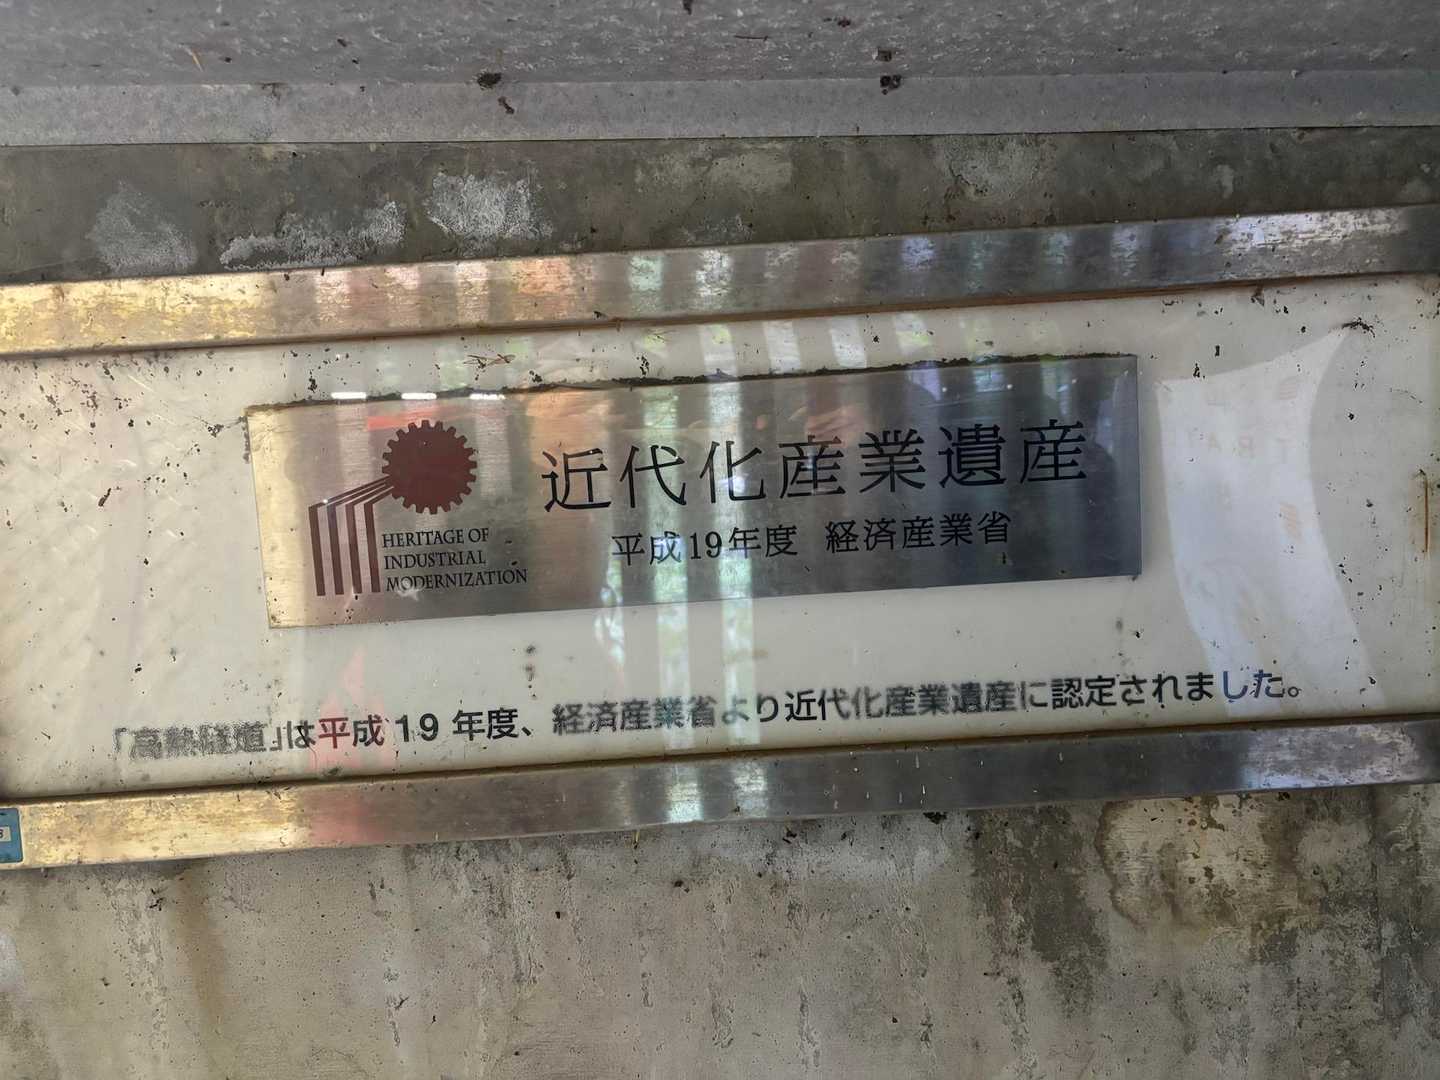 近代化産業遺産
平成19年度 経済産業省
HERITAGE OF
INDUSTRIAL
MODERNIZATION
「高熱隧道」は平成19年度、経済産業省より近代化産業遺産に認定されました。